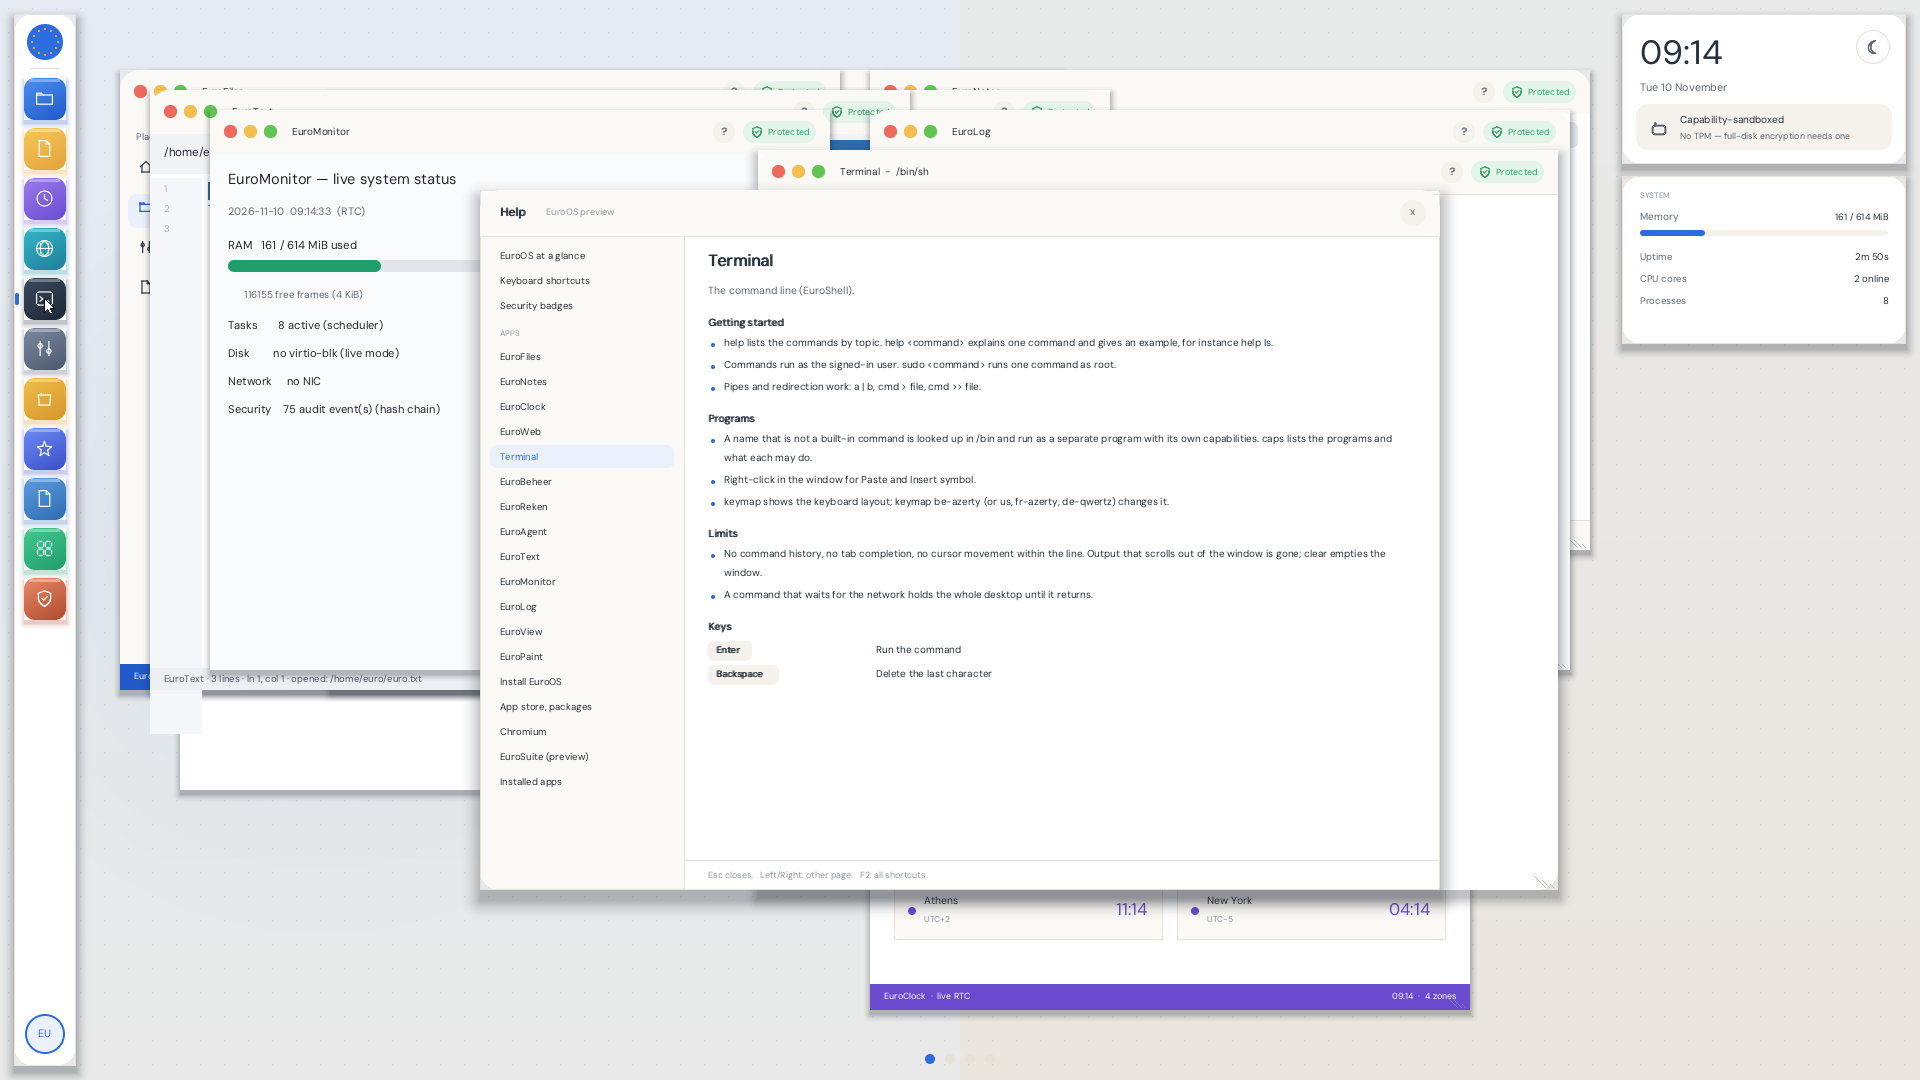 09:14
Tue 10 November
Capability-sandboxed
No TPM — full-disk encryption needs one
SYSTEM
Memory 161 / 614 MiB
Uptime 2m 50s
CPU cores 2 online
Processes 8
? Protected
? Protected
EuroMonitor ? Protected
EuroLog ? Protected
Terminal - /bin/sh ? Protected
/home/e
1
2
3
EuroMonitor — live system status
2026-11-10 09:14:33 (RTC)
RAM 161 / 614 MiB used
116155 free frames (4 KiB)
Tasks 8 active (scheduler)
Disk no virtio-blk (live mode)
Network no NIC
Security 75 audit event(s) (hash chain)
EuroText · 3 lines · ln 1, col 1 · opened: /home/euro/euro.txt
Help EuroOS preview x
EuroOS at a glance
Keyboard shortcuts
Security badges
APPS
EuroFiles
EuroNotes
EuroClock
EuroWeb
Terminal
EuroBeheer
EuroReken
EuroAgent
EuroText
EuroMonitor
EuroLog
EuroView
EuroPaint
Install EuroOS
App store, packages
Chromium
EuroSuite (preview)
Installed apps
Terminal
The command line (EuroShell).
Getting started
help lists the commands by topic. help <command> explains one command and gives an example, for instance help ls.
Commands run as the signed-in user. sudo <command> runs one command as root.
Pipes and redirection work: a | b, cmd > file, cmd >> file.
Programs
A name that is not a built-in command is looked up in /bin and run as a separate program with its own capabilities. caps lists the programs and
what each may do.
Right-click in the window for Paste and Insert symbol.
keymap shows the keyboard layout; keymap be-azerty (or us, fr-azerty, de-qwertz) changes it.
Limits
No command history, no tab completion, no cursor movement within the line. Output that scrolls out of the window is gone; clear empties the
window.
A command that waits for the network holds the whole desktop until it returns.
Keys
Enter Run the command
Backspace Delete the last character
Esc closes. Left/Right: other page. F2: all shortcuts.
Athens 11:14
UTC+2
New York 04:14
UTC-5
EuroClock · live RTC 09:14 · 4 zones
EU